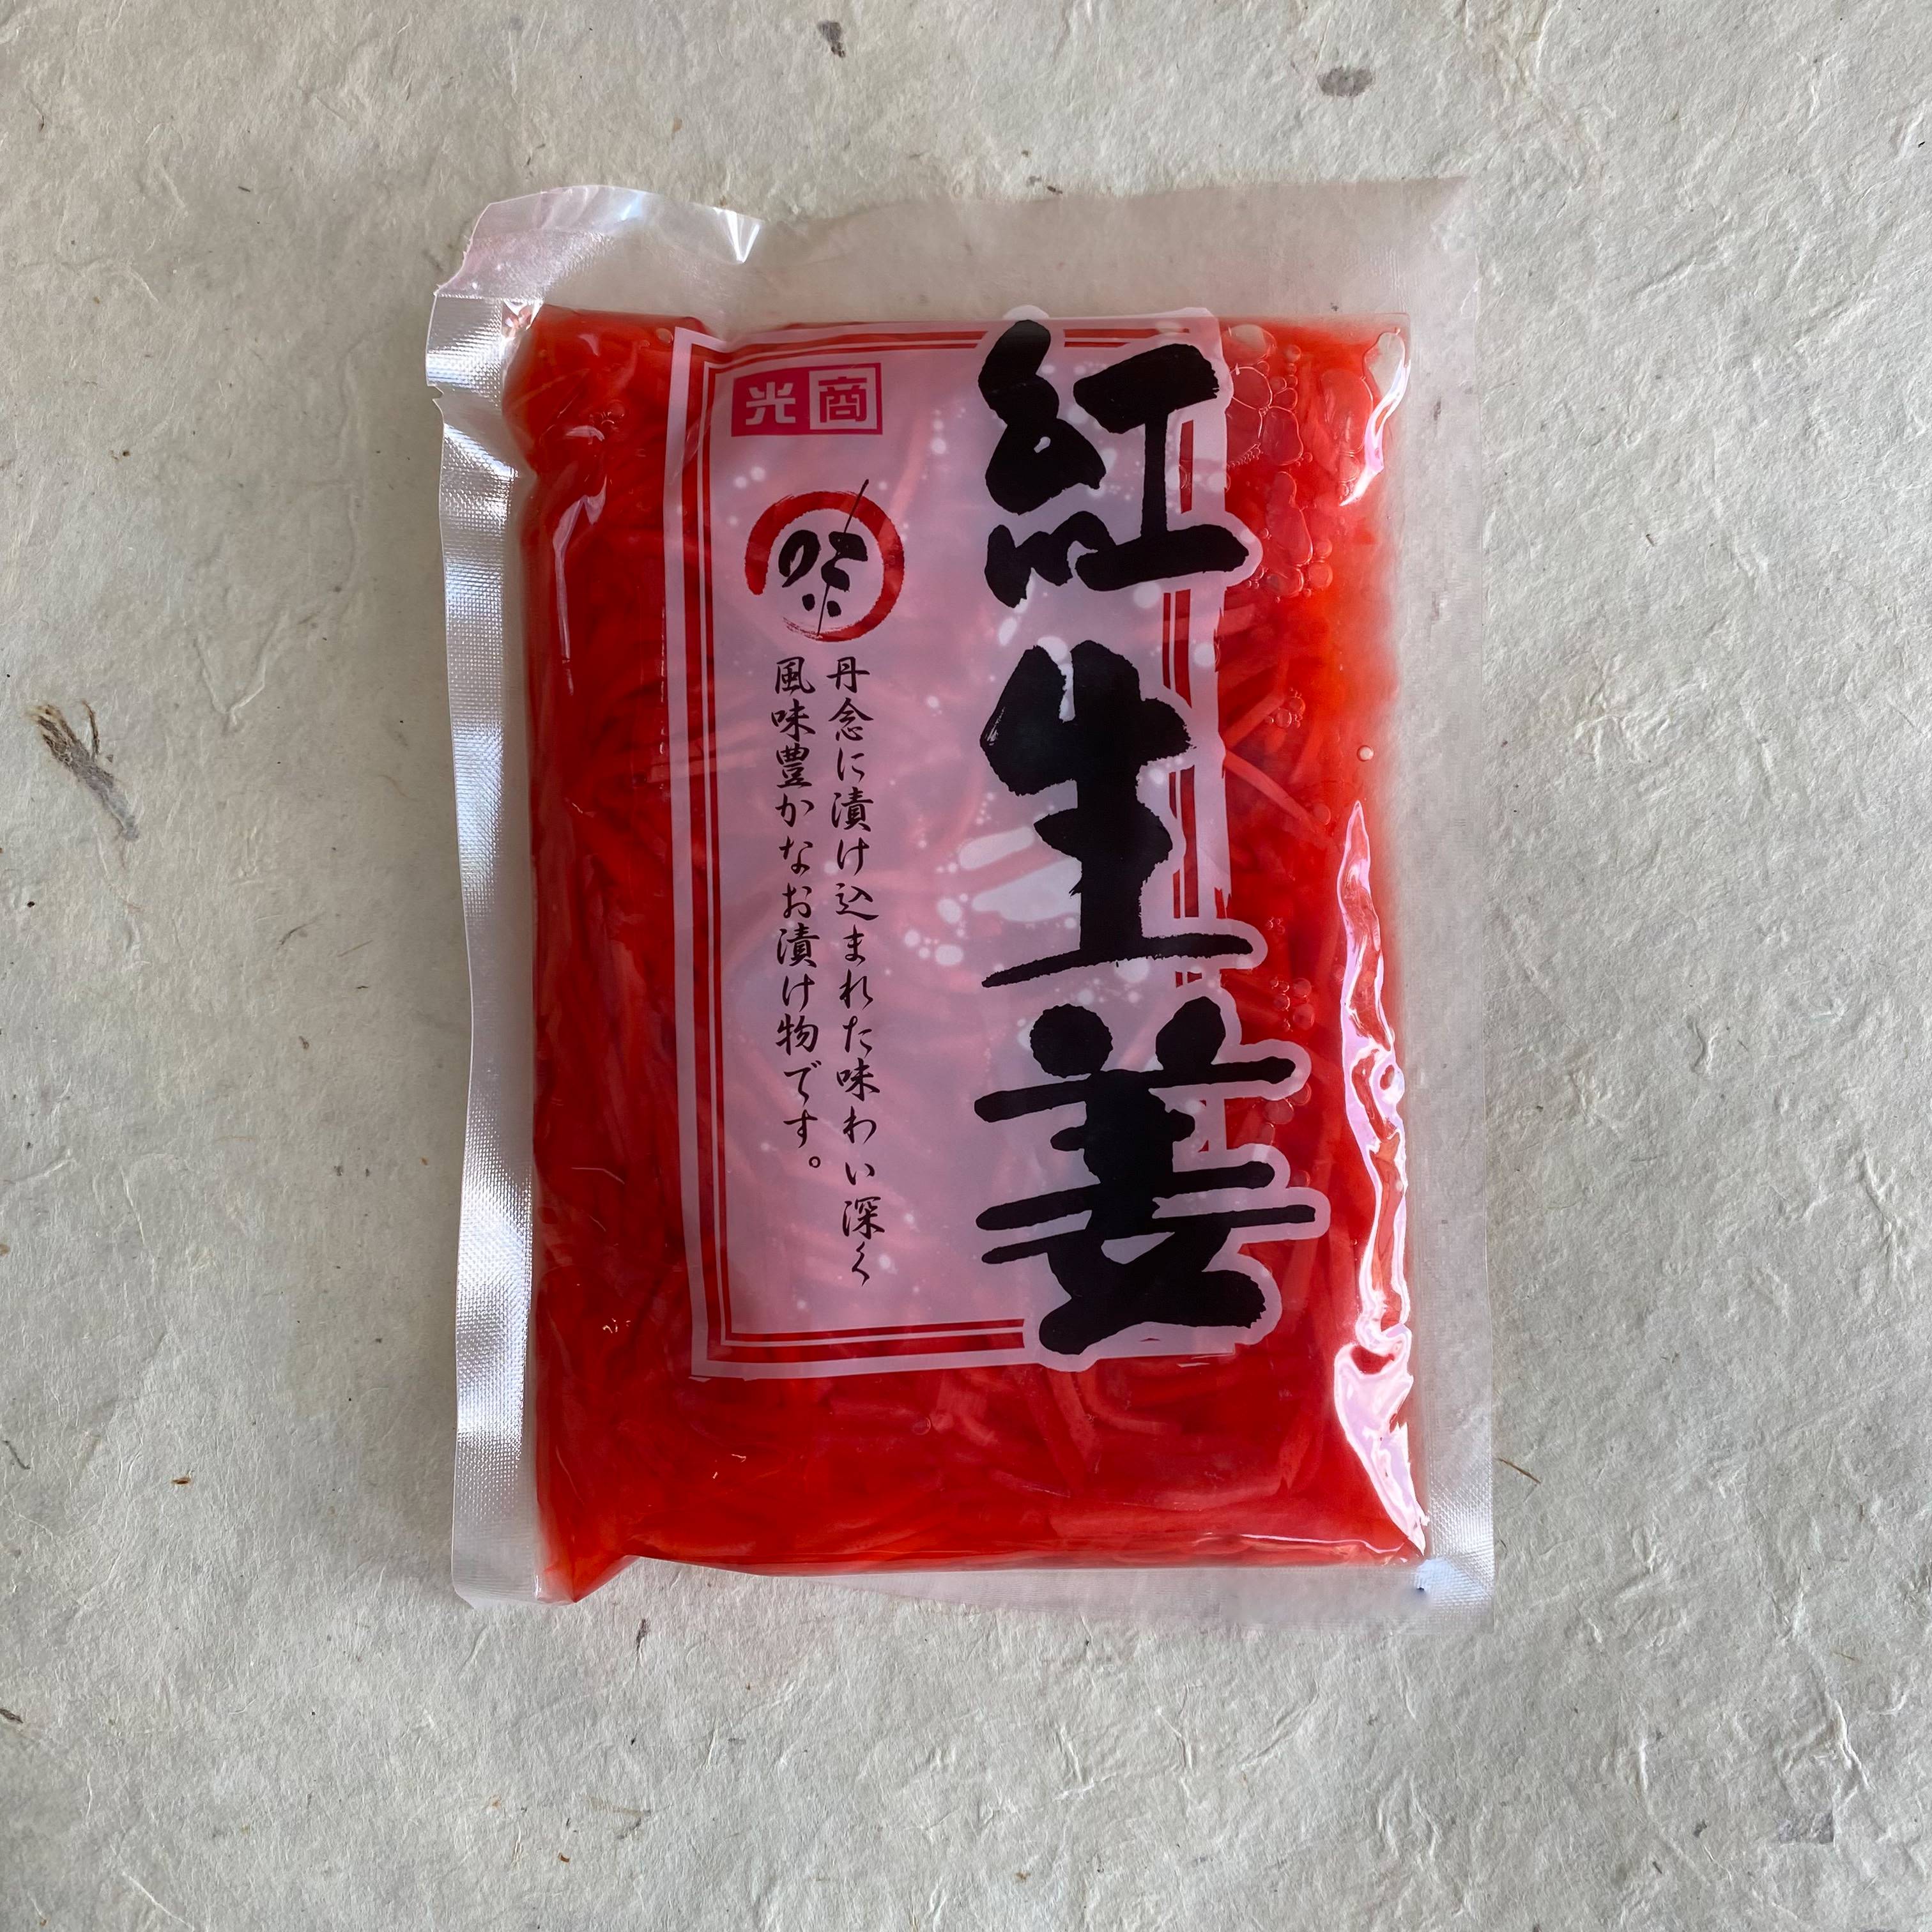 紅生姜
光商
味
丹念に漬け込まれた味わい深く
風味豊かなお漬け物です。